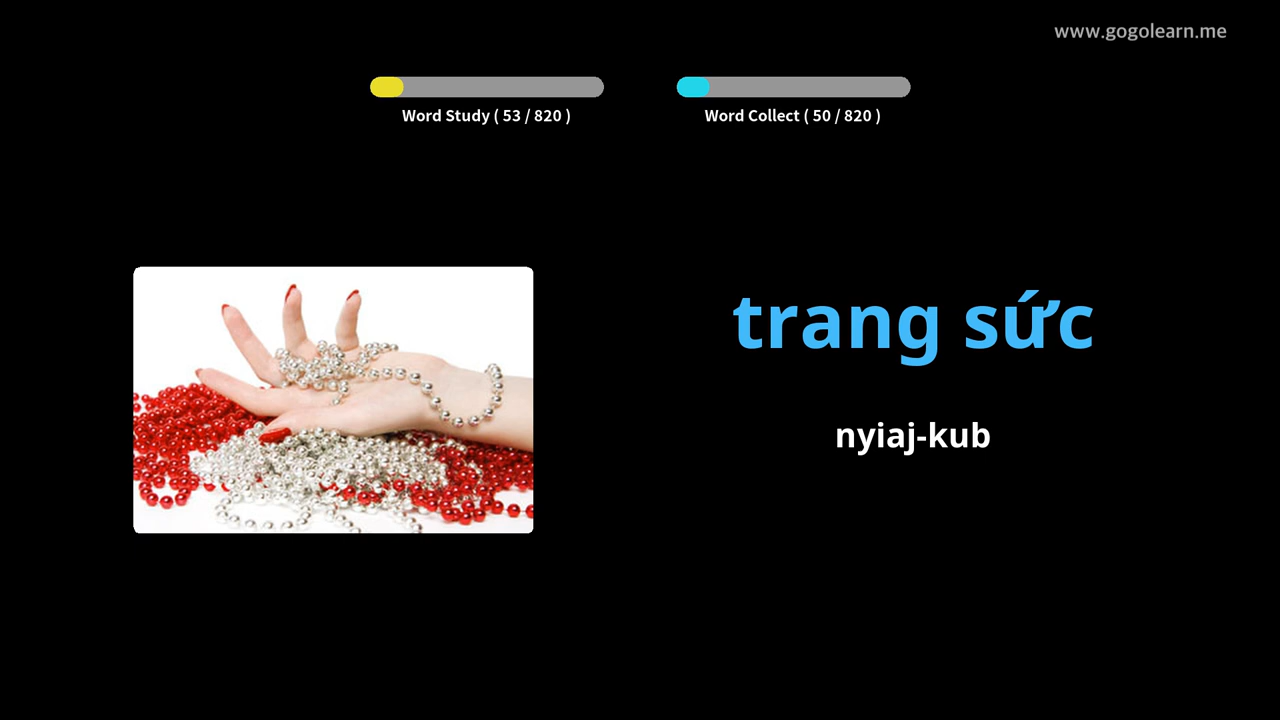 www.gogolearn.me
Word Study ( 53 / 820 )
Word Collect ( 50 / 820 )
trang sức
nyiaj-kub